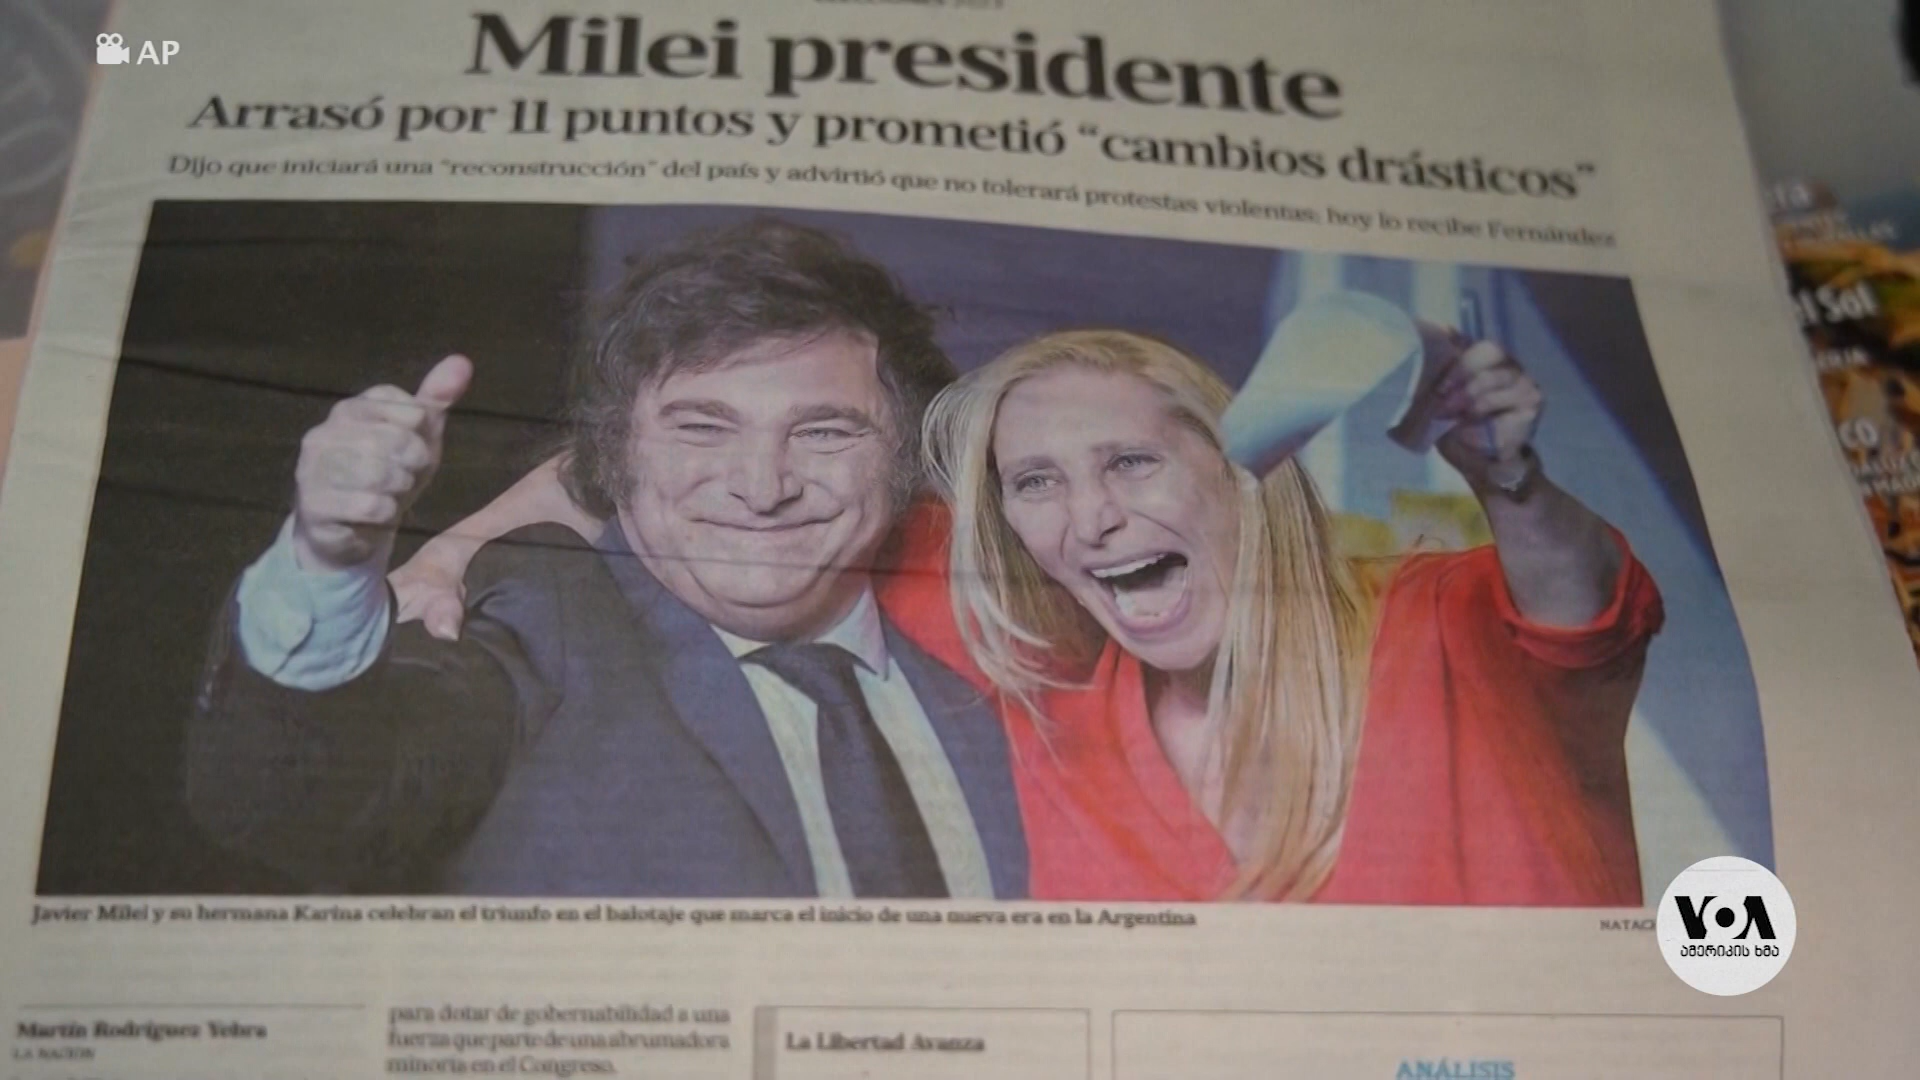 AP
Milei presidente
Arrasó por 11 puntos y prometió “cambios drásticos”
Dijo que iniciará una “reconstrucción” del país y advirtió que no tolerará protestas violentas; hoy lo recibe Fernández
Javier Milei y su hermana Karina celebran el triunfo en el balotaje que marca el inicio de una nueva era en la Argentina
VOA
ამერიკის ხმა
Martín Rodríguez Yebra
LA NACION
para dotar de gobernabilidad a una
fuerza que parte de una abrumadora
minoría en el Congreso.
La Libertad Avanza
ANÁLISIS
l Sol
CO